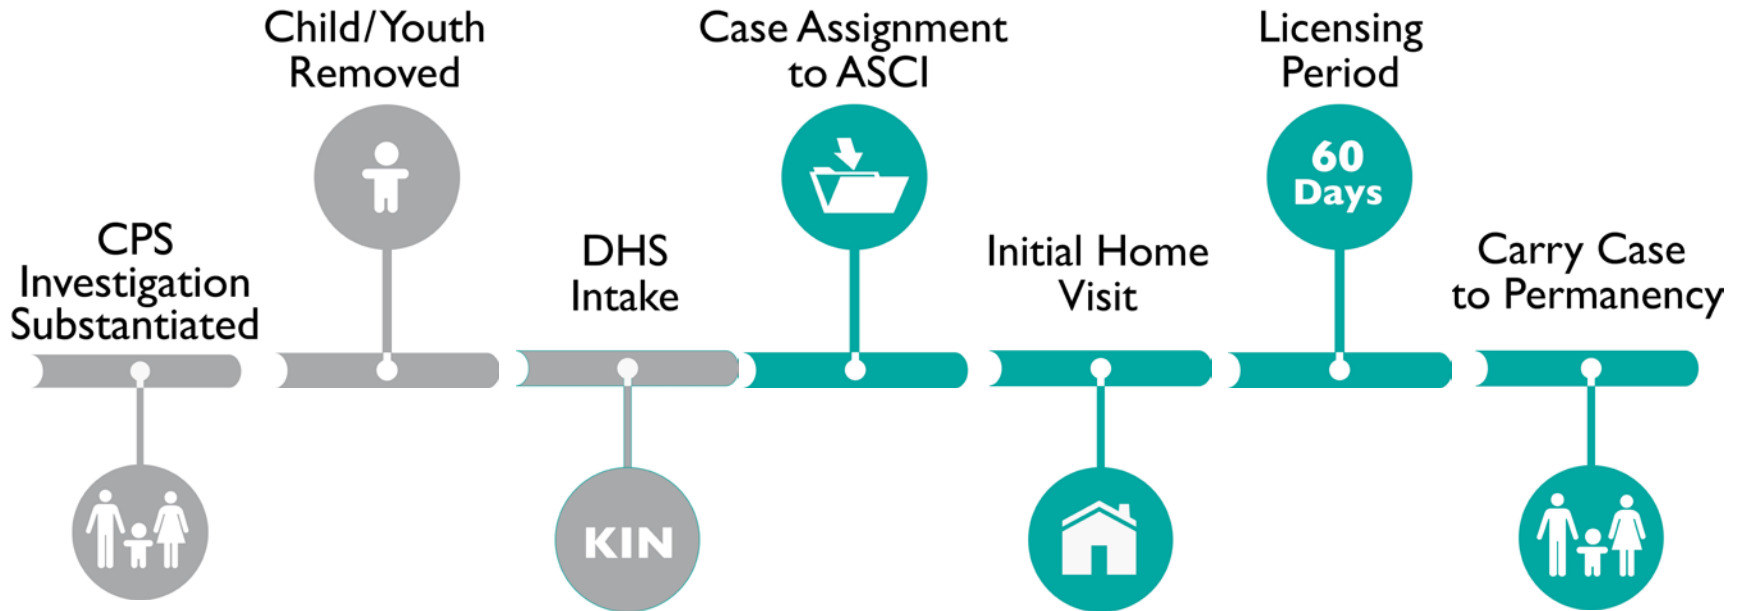 CPS
Investigation
Substantiated
Child/Youth
Removed
DHS
Intake
KIN
Case Assignment
to ASCI
Initial Home
Visit
Licensing
Period
60
Days
Carry Case
to Permanency